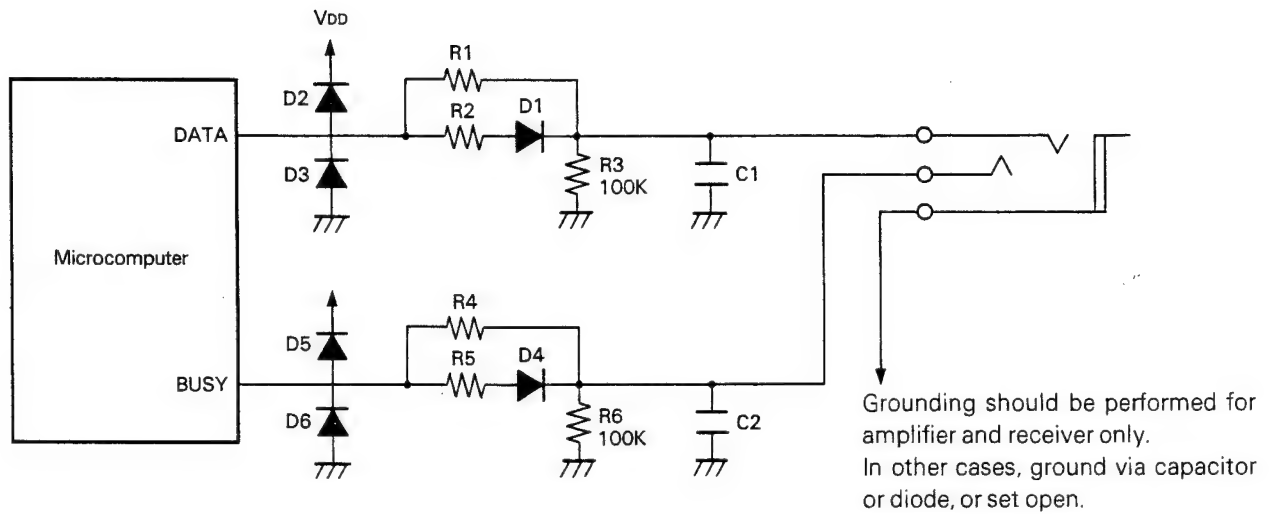 VDD
R1
D2
R2
D1
DATA
D3
R3
100K
C1
Microcomputer
R4
D5
R5
D4
BUSY
D6
R6
100K
C2
Grounding should be performed for
amplifier and receiver only.
In other cases, ground via capacitor
or diode, or set open.